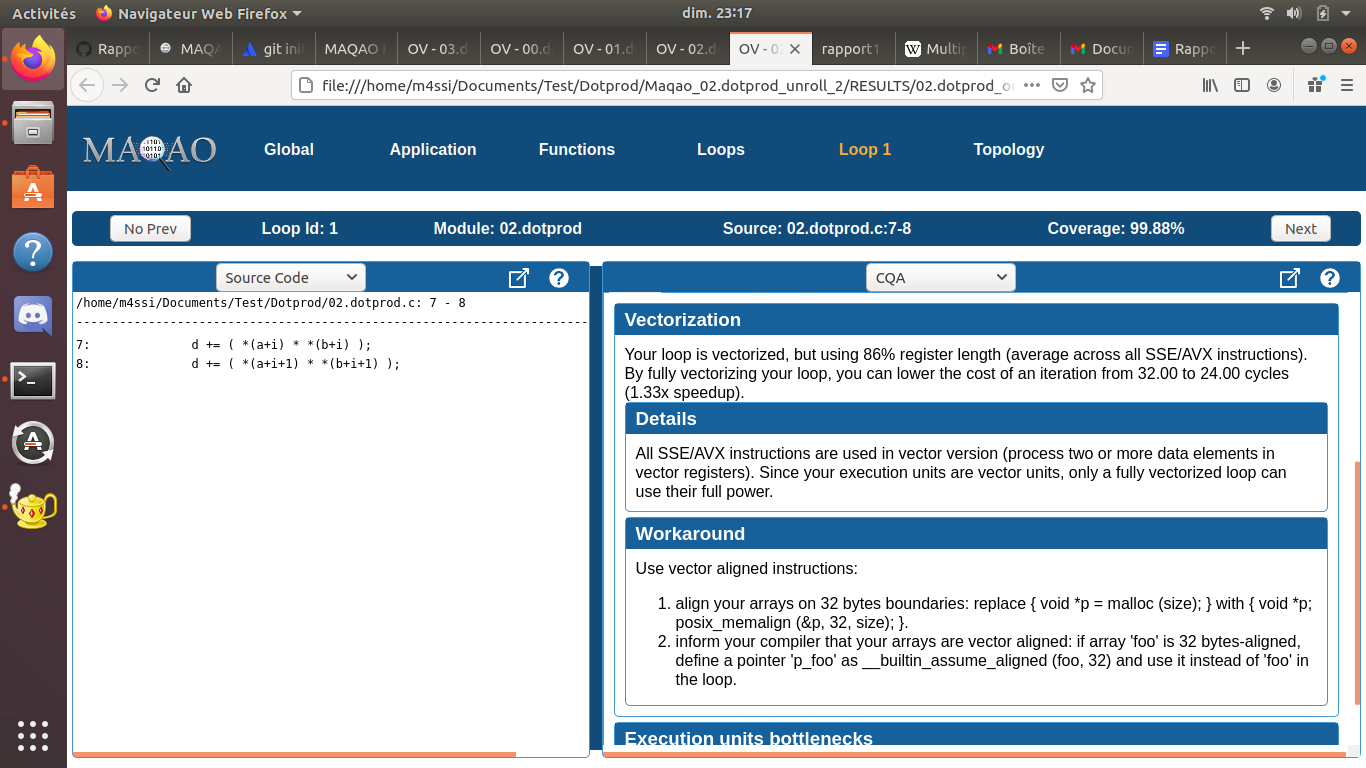 Activités
Navigateur Web Firefox
dim. 23:17
Rappo
MAQA
git ini
MAQAO
OV - 03.d
OV - 00.d
OV - 01.d
OV - 02.d
OV - 02
rapport1.
Multip
Boîte
Docum
Rappo
file:///home/m4ssi/Documents/Test/Dotprod/Maqao_02.dotprod_unroll_2/RESULTS/02.dotprod_o
MAQAO
Global
Application
Functions
Loops
Loop 1
Topology
No Prev
Loop Id: 1
Module: 02.dotprod
Source: 02.dotprod.c:7-8
Coverage: 99.88%
Next
Source Code
/home/m4ssi/Documents/Test/Dotprod/02.dotprod.c: 7 - 8
--------------------------------------------------------------------------------
7: d += ( *(a+i) * *(b+i) );
8: d += ( *(a+i+1) * *(b+i+1) );
CQA
Vectorization
Your loop is vectorized, but using 86% register length (average across all SSE/AVX instructions).
By fully vectorizing your loop, you can lower the cost of an iteration from 32.00 to 24.00 cycles
(1.33x speedup).
Details
All SSE/AVX instructions are used in vector version (process two or more data elements in
vector registers). Since your execution units are vector units, only a fully vectorized loop can
use their full power.
Workaround
Use vector aligned instructions:
1. align your arrays on 32 bytes boundaries: replace { void *p = malloc (size); } with { void *p;
posix_memalign (&p, 32, size); }.
2. inform your compiler that your arrays are vector aligned: if array 'foo' is 32 bytes-aligned,
define a pointer 'p_foo' as __builtin_assume_aligned (foo, 32) and use it instead of 'foo' in
the loop.
Execution units bottlenecks